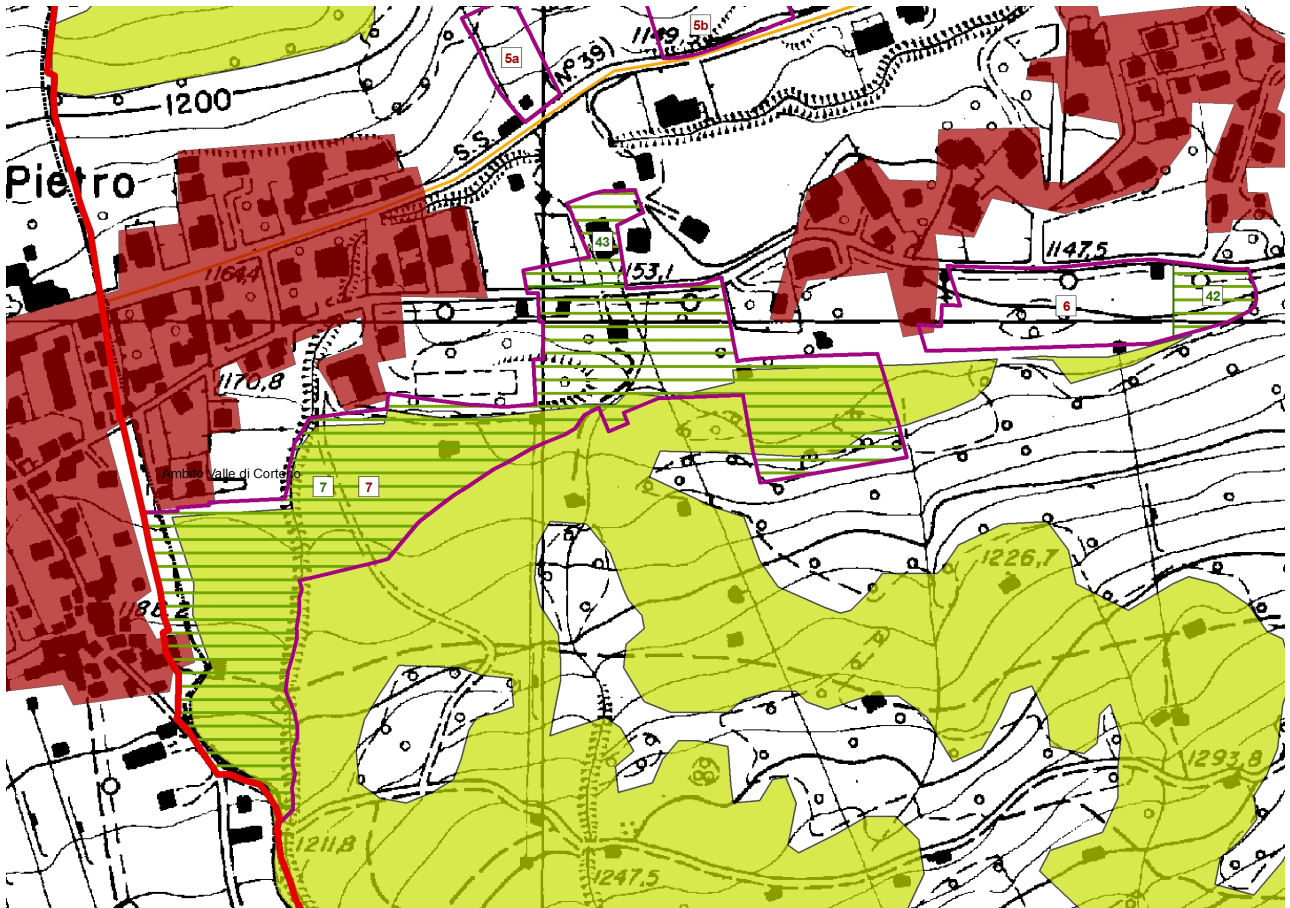 5b
1149,
5a
(N° 39)
1200
S.S.
Pietro
43
1147,5
153,1
1164,4
42
6
1170,8
Ambito Valle di Corteno
7
7
1226,7
1293,8
1211,8
1247,5